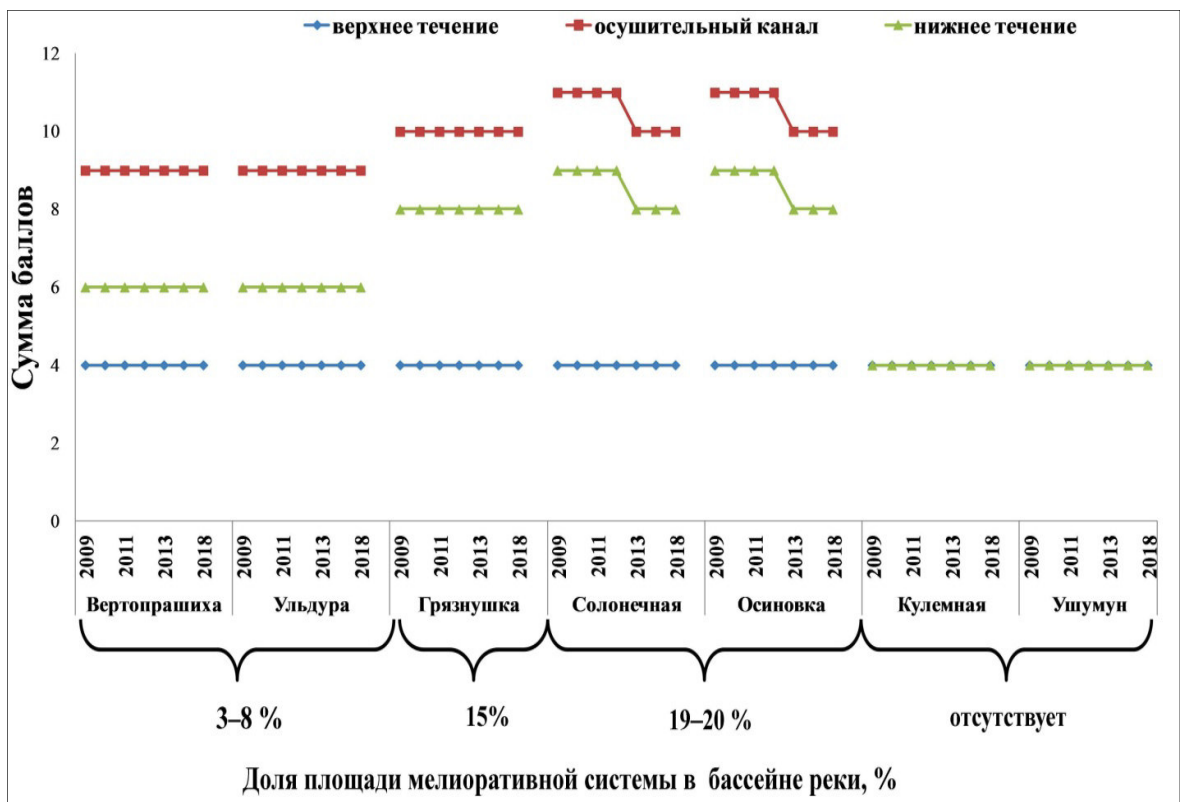 верхнее течение осушительный канал нижнее течение
12
10
8
6
4
2
0
Сумма баллов
2009 2011 2013 2018 2009 2011 2013 2018 2009 2011 2013 2018 2009 2011 2013 2018 2009 2011 2013 2018 2009 2011 2013 2018 2009 2011 2013 2018
Вертопрашиха Ульдура Грязнушка Солонечная Осиновка Кулемная Ушумун
3–8 % 15% 19–20 % отсутствует
Доля площади мелиоративной системы в бассейне реки, %